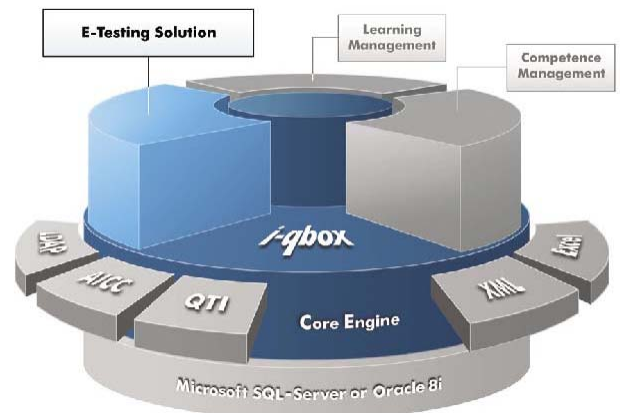 E-Testing Solution
Learning
Management
Competence
Management
i-qbox
LDAP
AICC
QTI
XML
Excel
Core Engine
Microsoft SQL-Server or Oracle 8i